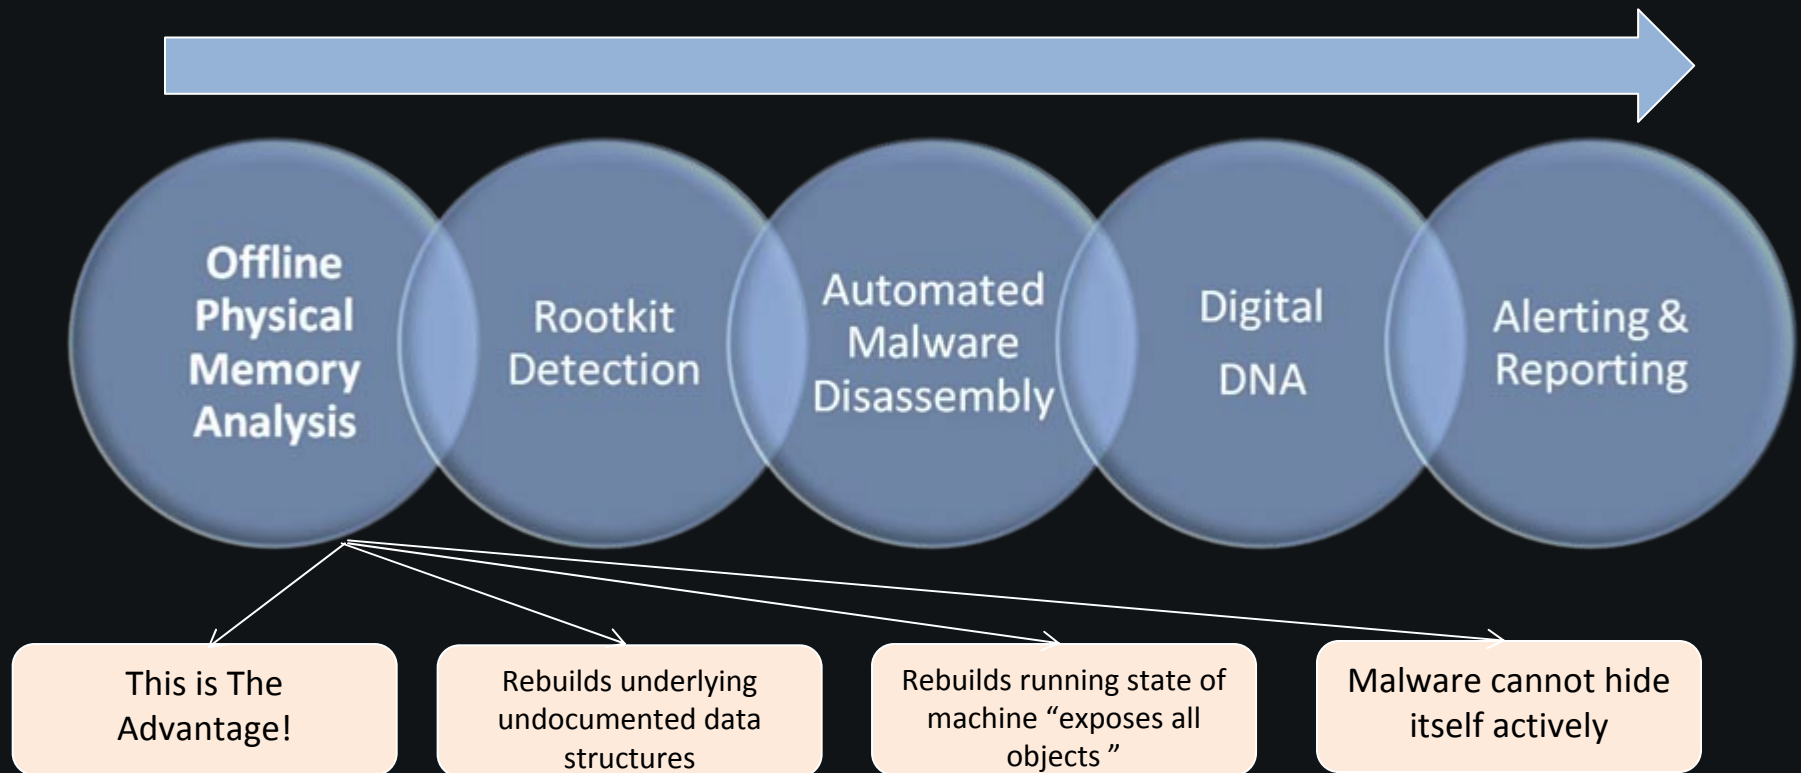 Offline
Physical
Memory
Analysis
Rootkit
Detection
Automated
Malware
Disassembly
Digital
DNA
Alerting &
Reporting
This is The
Advantage!
Rebuilds underlying
undocumented data
structures
Rebuilds running state of
machine “exposes all
objects ”
Malware cannot hide
itself actively